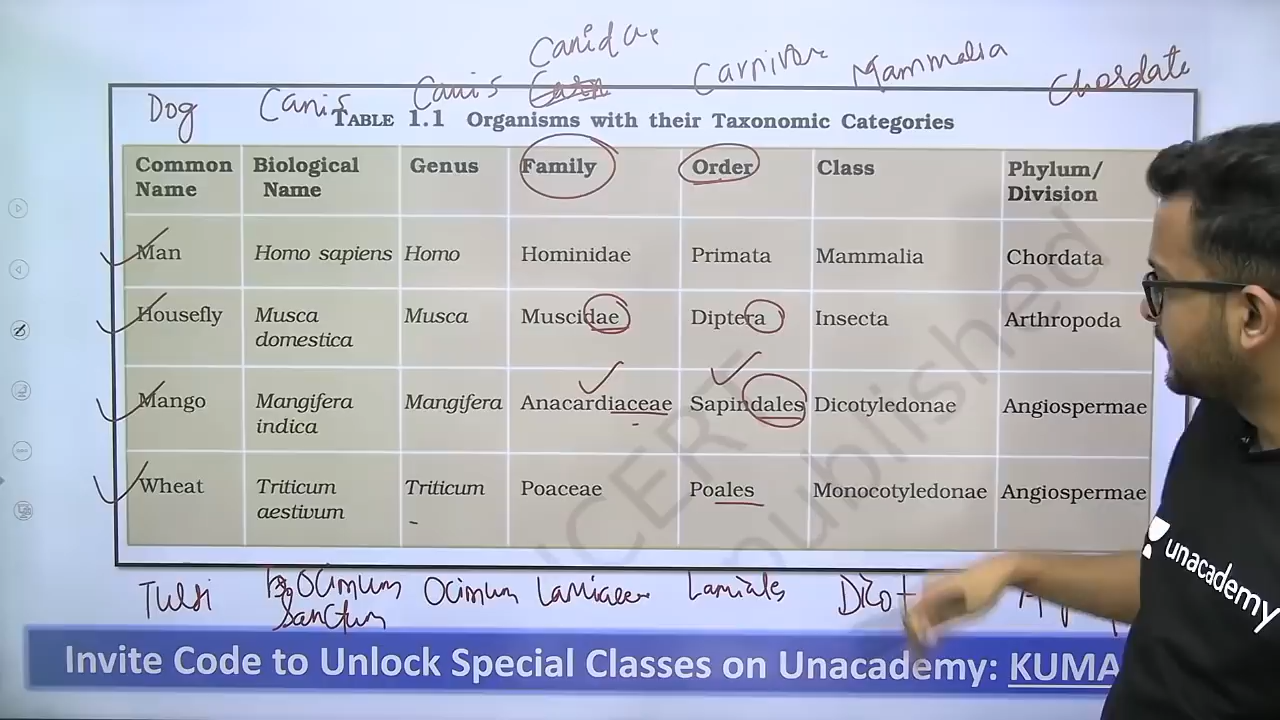 Canidae
Carnivor
Mammalia
Chordate
Dog
Canis
Canis
TABLE 1.1 Organisms with their Taxonomic Categories
Common Name Biological Name Genus Family Order Class Phylum/ Division
Man Homo sapiens Homo Hominidae Primata Mammalia Chordata
Housefly Musca domestica Musca Muscidae Diptera Insecta Arthropoda
Mango Mangifera indica Mangifera Anacardiaceae Sapindales Dicotyledonae Angiospermae
Wheat Triticum aestivum Triticum Poaceae Poales Monocotyledonae Angiospermae
Tulsi Ocimum Sanctum Ocimum Lamiaceae Lamiales Dicot
Invite Code to Unlock Special Classes on Unacademy: KUMA
unacademy
published